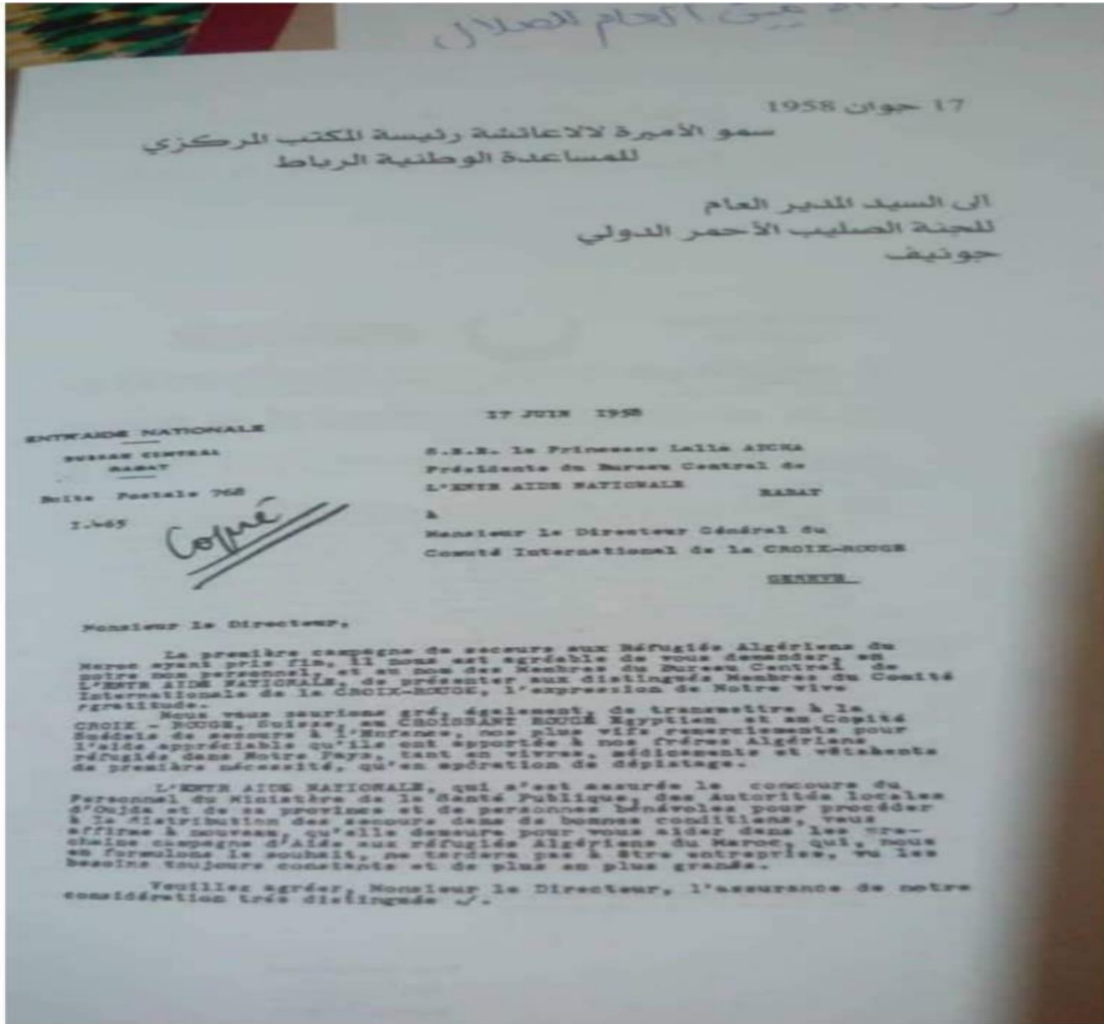 العام للهلال
17 جوان 1958
سمو الأميرة لالاعائشة رئيسة المكتب المركزي
للمساعدة الوطنية الرباط
الى السيد المدير العام
للجنة الصليب الأحمر الدولي
جونيف
17 JUIN 1958
ENTR'AIDE NATIONALE
BUREAU CENTRAL
RABAT
Boite Postale 768
I.465
Copie
S.E.R. le Princesse Lalla AICHA
Présidente du Bureau Central de
L'ENTR AIDE NATIONALE RABAT
à
Monsieur le Directeur Général du
Comité International de la CROIX-ROUGE
GENEVE
Monsieur le Directeur,
La première campagne de secours aux Réfugiés Algériens du
Maroc ayant pris fin, il nous est agréable de vous demander, en
notre nom personnel, et au nom des Membres du Bureau Central de
L'ENTR AIDE NATIONALE, de présenter aux distingués Membres du Comité
Internationale de la CROIX-ROUGE, l'expression de Notre vive
rgratitude.
Nous vous saurions gré, également, de transmettre à la
CROIX - ROUGE, Suisse, au CROISSANT ROUGE Egyptien et au Comité
Suédois de secours à l'Enfance, nos plus vifs remerciements pour
l'aide appréciable qu'ils ont apportée à nos frères Algériens
réfugiés dans Notre Pays, tant en vivres, médicaments et vêtements
de première nécessité, qu'en opération de dépistage.
L'ENTR AIDE NATIONALE, qui s'est assurée le concours du
Personnel du Ministère de la Santé Publique, des Autorités Locales
d'Oujda et de sa province et de personnes bénévoles pour procéder
à la distribution des secours dans de bonnes conditions, vous
affirme à nouveau, qu'elle demeure pour vous aider dans les pro-
chaine campagne d'Aide aux réfugiés Algériens du Maroc, qui, nous
en formulons le souhait, ne tardera pas à être entreprise, vu les
besoins toujours constants et de plus en plus grands.
Veuillez agréer, Monsieur le Directeur, l'assurance de notre
considération très distinguée